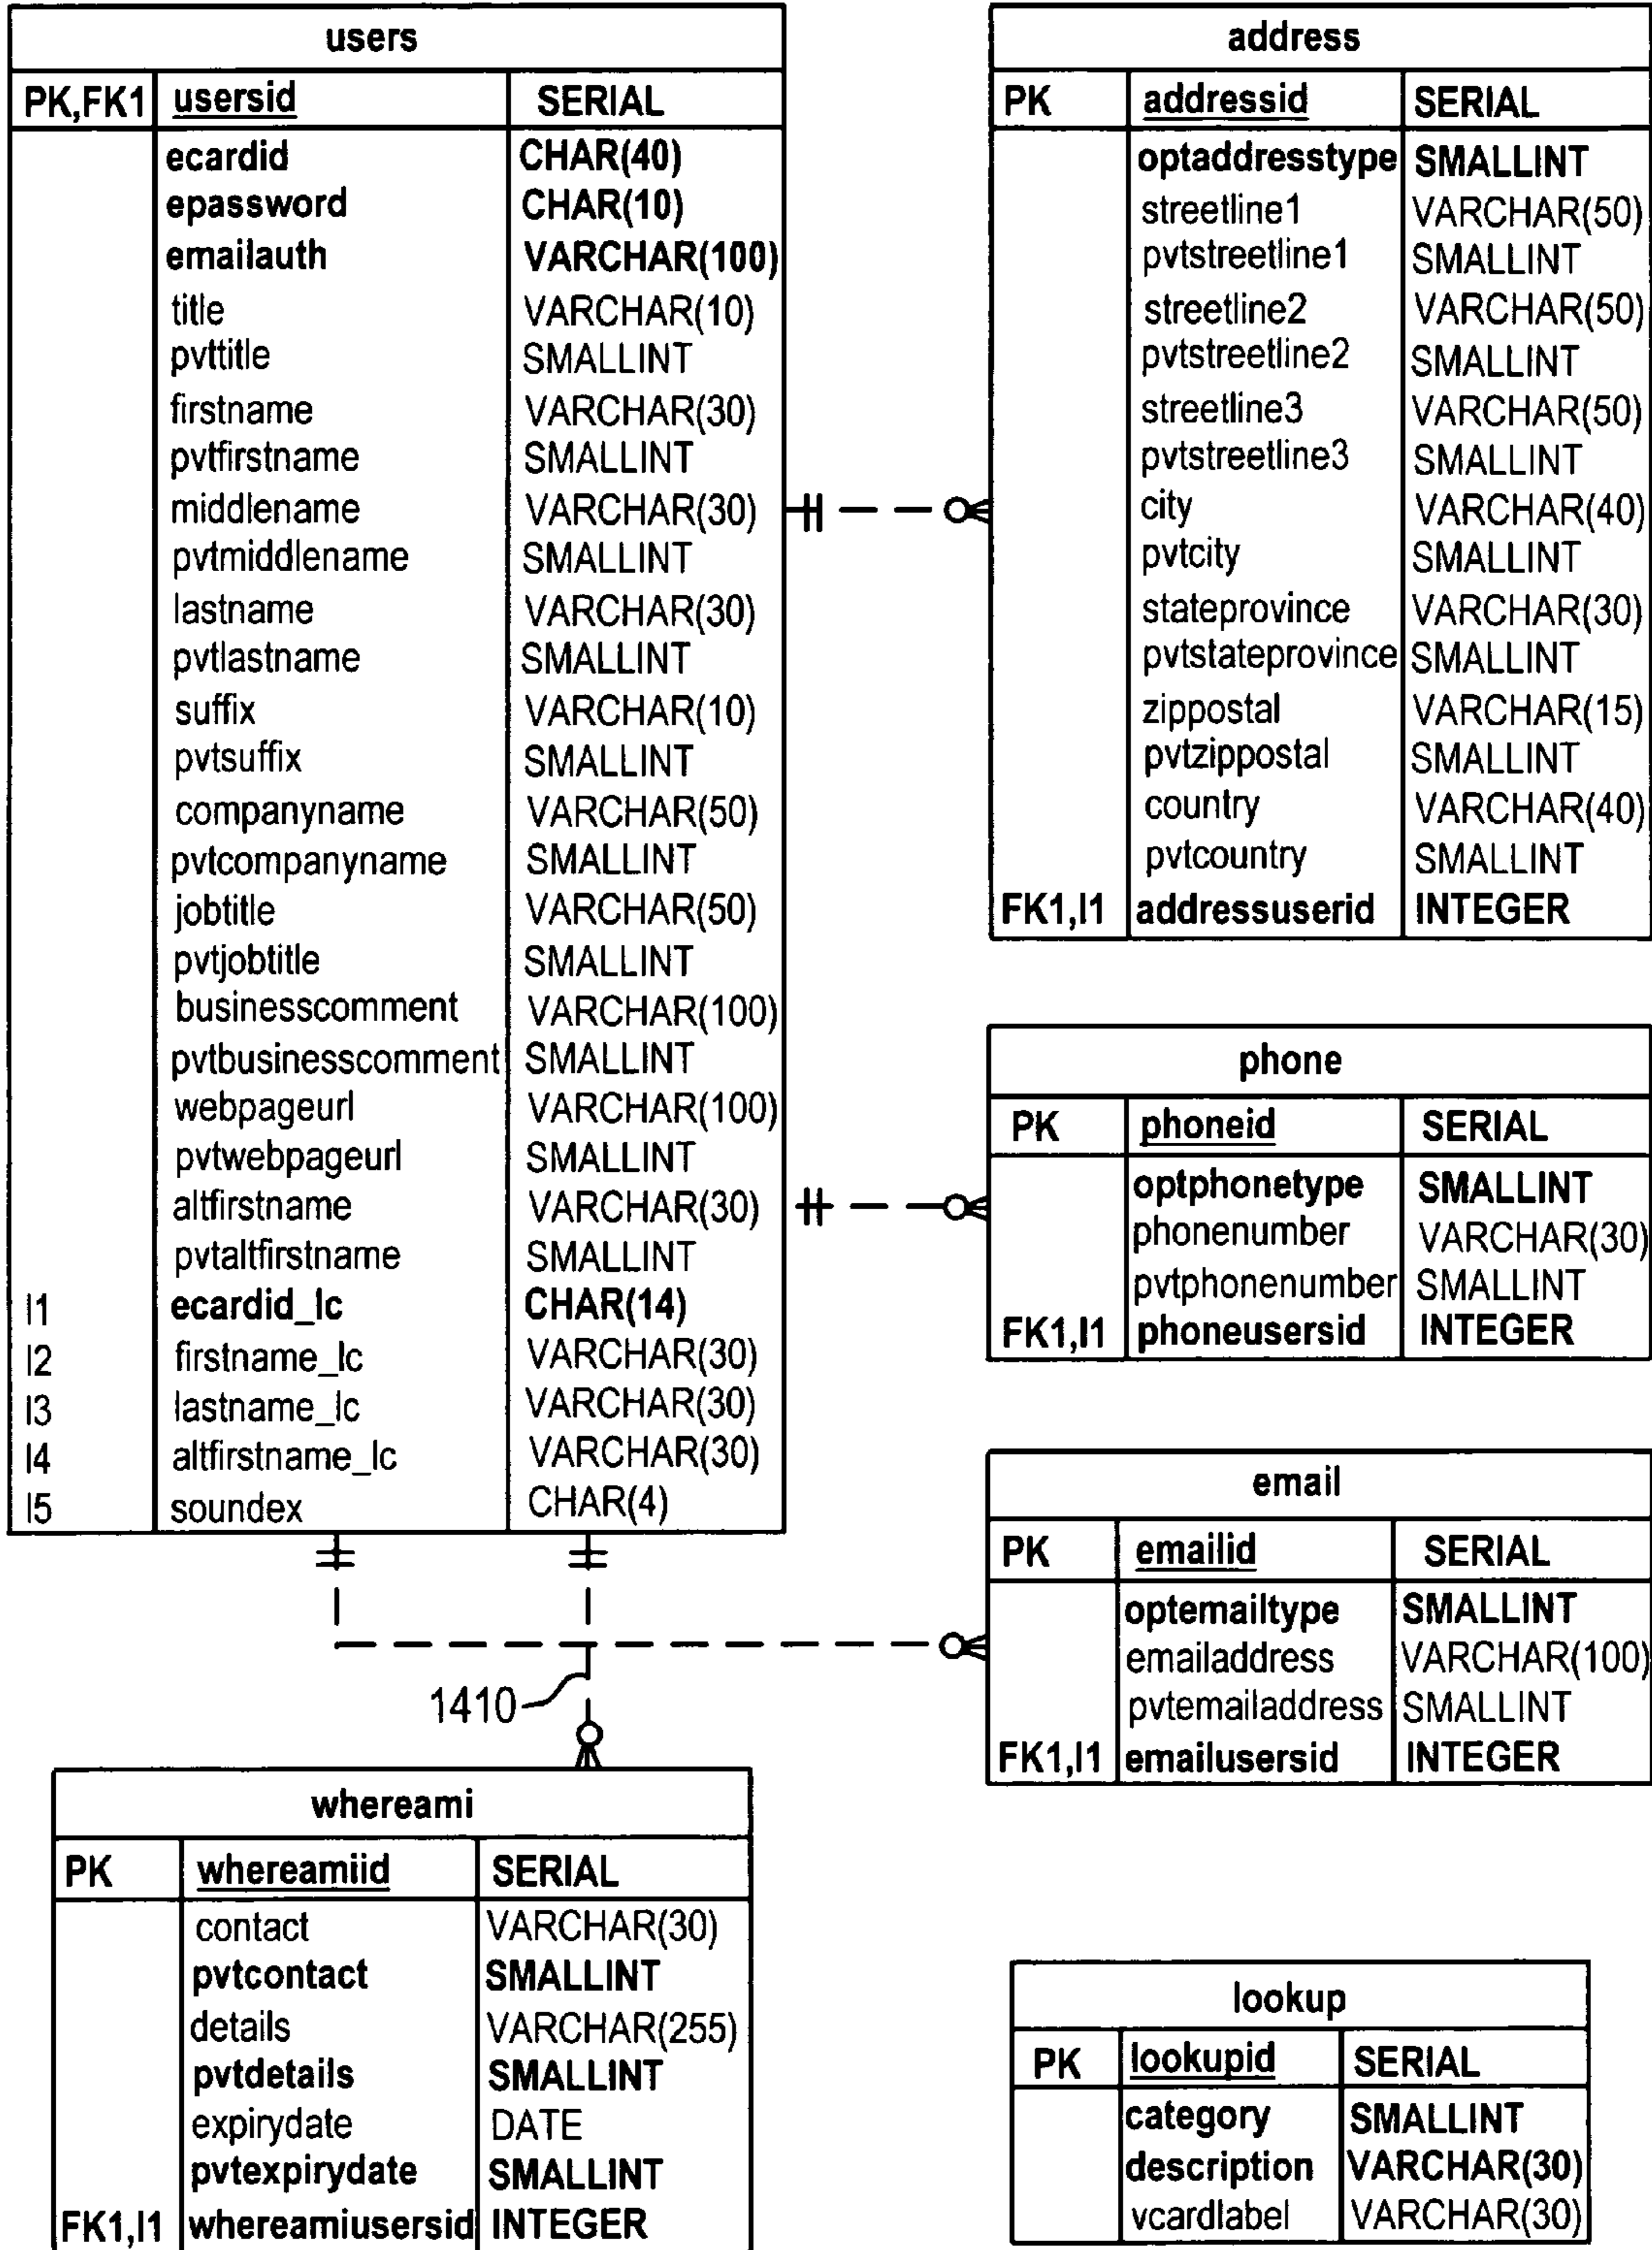 users
PK,FK1 usersid SERIAL
ecardid CHAR(40)
epassword CHAR(10)
emailauth VARCHAR(100)
title VARCHAR(10)
pvttitle SMALLINT
firstname VARCHAR(30)
pvtfirstname SMALLINT
middlename VARCHAR(30)
pvtmiddlename SMALLINT
lastname VARCHAR(30)
pvtlastname SMALLINT
suffix VARCHAR(10)
pvtsuffix SMALLINT
companyname VARCHAR(50)
pvtcompanyname SMALLINT
jobtitle VARCHAR(50)
pvtjobtitle SMALLINT
businesscomment VARCHAR(100)
pvtbusinesscomment SMALLINT
webpageurl VARCHAR(100)
pvtwebpageurl SMALLINT
altfirstname VARCHAR(30)
pvtaltfirstname SMALLINT
I1 ecardid_lc CHAR(14)
I2 firstname_lc VARCHAR(30)
I3 lastname_lc VARCHAR(30)
I4 altfirstname_lc VARCHAR(30)
I5 soundex CHAR(4)
address
PK addressid SERIAL
optaddresstype SMALLINT
streetline1 VARCHAR(50)
pvtstreetline1 SMALLINT
streetline2 VARCHAR(50)
pvtstreetline2 SMALLINT
streetline3 VARCHAR(50)
pvtstreetline3 SMALLINT
city VARCHAR(40)
pvtcity SMALLINT
stateprovince VARCHAR(30)
pvtstateprovince SMALLINT
zippostal VARCHAR(15)
pvtzippostal SMALLINT
country VARCHAR(40)
pvtcountry SMALLINT
FK1,I1 addressuserid INTEGER
phone
PK phoneid SERIAL
optphonetype SMALLINT
phonenumber VARCHAR(30)
pvtphonenumber SMALLINT
FK1,I1 phoneusersid INTEGER
email
PK emailid SERIAL
optemailtype SMALLINT
emailaddress VARCHAR(100)
pvtemailaddress SMALLINT
FK1,I1 emailusersid INTEGER
1410
whereami
PK whereamiid SERIAL
contact VARCHAR(30)
pvtcontact SMALLINT
details VARCHAR(255)
pvtdetails SMALLINT
expirydate DATE
pvtexpirydate SMALLINT
FK1,I1 whereamiusersid INTEGER
lookup
PK lookupid SERIAL
category SMALLINT
description VARCHAR(30)
vcardlabel VARCHAR(30)